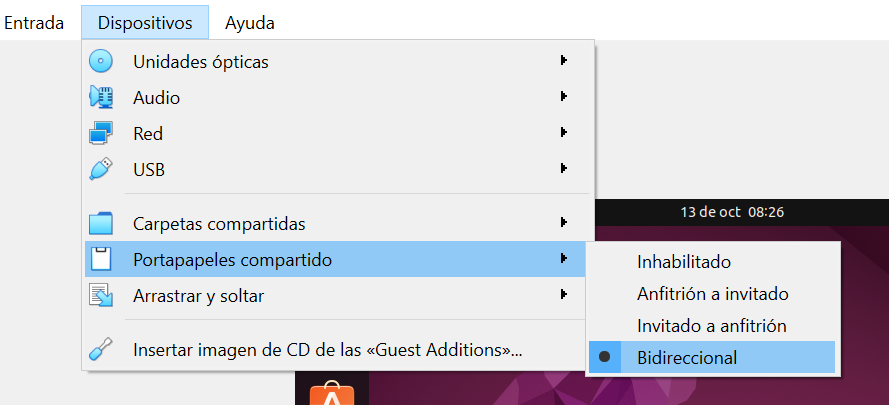 Entrada Dispositivos Ayuda
Unidades ópticas
Audio
Red
USB
Carpetas compartidas
Portapapeles compartido
Arrastrar y soltar
Insertar imagen de CD de las «Guest Additions»...
13 de oct 08:26
Inhabilitado
Anfitrión a invitado
Invitado a anfitrión
Bidireccional